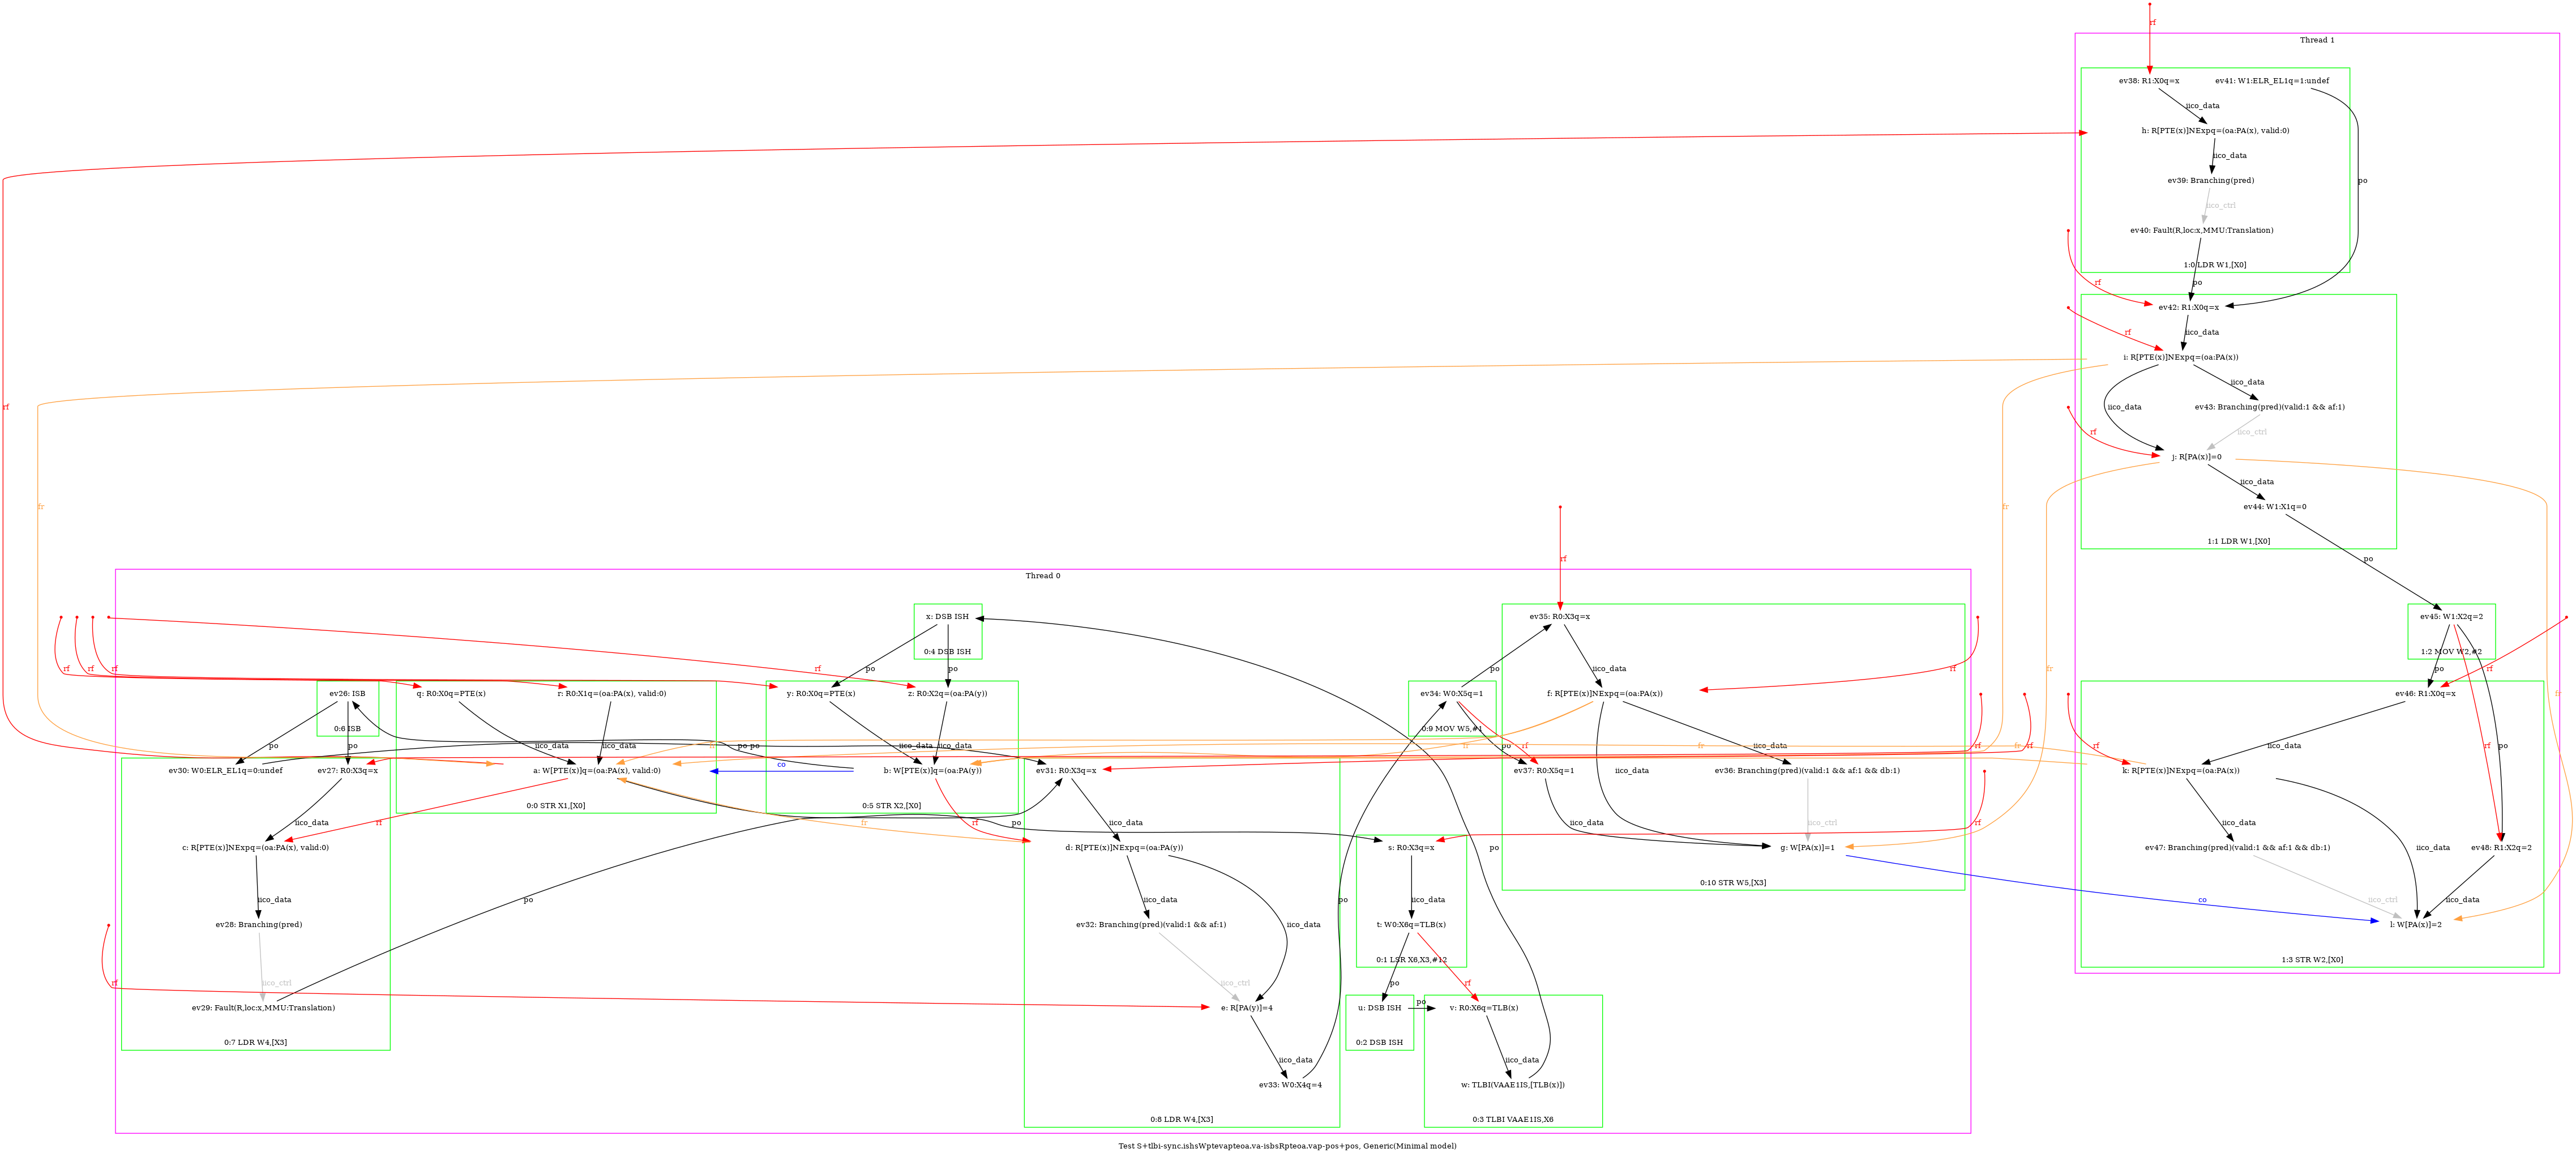 rf
Thread 1
ev38: R1:X0q=x
ev41: W1:ELR_EL1q=1:undef
iico_data
h: R[PTE(x)]NExpq=(oa:PA(x), valid:0)
iico_data
ev39: Branching(pred)
po
iico_ctrl
ev40: Fault(R,loc:x,MMU:Translation)
1:0 LDR W1,[X0]
rf
po
ev42: R1:X0q=x
rf
iico_data
i: R[PTE(x)]NExpq=(oa:PA(x))
iico_data
rf
iico_data
ev43: Branching(pred)(valid:1 && af:1)
rf
iico_ctrl
j: R[PA(x)]=0
iico_data
fr
fr
ev44: W1:X1q=0
1:1 LDR W1,[X0]
rf
po
Thread 0
x: DSB ISH
0:4 DSB ISH
ev35: R0:X3q=x
ev45: W1:X2q=2
1:2 MOV W2,#2
rf
rf
rf
rf
po
po
po
iico_data
rf
fr
po
rf
ev26: ISB
0:6 ISB
q: R0:X0q=PTE(x)
r: R0:X1q=(oa:PA(x), valid:0)
y: R0:X0q=PTE(x)
z: R0:X2q=(oa:PA(y))
ev34: W0:X5q=1
0:9 MOV W5,#1
f: R[PTE(x)]NExpq=(oa:PA(x))
ev46: R1:X0q=x
fr
po
po
iico_data
iico_data
fr
po
po
iico_data
iico_data
fr
po
rf
fr
iico_data
fr
rf
rf
rf
iico_data
rf
po
ev30: W0:ELR_EL1q=0:undef
ev27: R0:X3q=x
a: W[PTE(x)]q=(oa:PA(x), valid:0)
co
b: W[PTE(x)]q=(oa:PA(y))
ev31: R0:X3q=x
ev37: R0:X5q=1
iico_data
ev36: Branching(pred)(valid:1 && af:1 && db:1)
k: R[PTE(x)]NExpq=(oa:PA(x))
0:0 STR X1,[X0]
0:5 STR X2,[X0]
iico_data
rf
fr
rf
po
iico_data
iico_data
iico_ctrl
rf
iico_data
c: R[PTE(x)]NExpq=(oa:PA(x), valid:0)
d: R[PTE(x)]NExpq=(oa:PA(y))
s: R0:X3q=x
po
g: W[PA(x)]=1
ev47: Branching(pred)(valid:1 && af:1 && db:1)
iico_data
ev48: R1:X2q=2
0:10 STR W5,[X3]
iico_data
po
iico_data
iico_data
po
iico_data
co
iico_ctrl
iico_data
ev28: Branching(pred)
ev32: Branching(pred)(valid:1 && af:1)
t: W0:X6q=TLB(x)
l: W[PA(x)]=2
0:1 LSR X6,X3,#12
1:3 STR W2,[X0]
rf
iico_ctrl
iico_ctrl
po
rf
ev29: Fault(R,loc:x,MMU:Translation)
e: R[PA(y)]=4
u: DSB ISH
po
v: R0:X6q=TLB(x)
0:7 LDR W4,[X3]
0:2 DSB ISH
iico_data
iico_data
ev33: W0:X4q=4
w: TLBI(VAAE1IS,[TLB(x)])
0:8 LDR W4,[X3]
0:3 TLBI VAAE1IS,X6
Test S+tlbi-sync.ishsWptevapteoa.va-isbsRpteoa.vap-pos+pos, Generic(Minimal model)